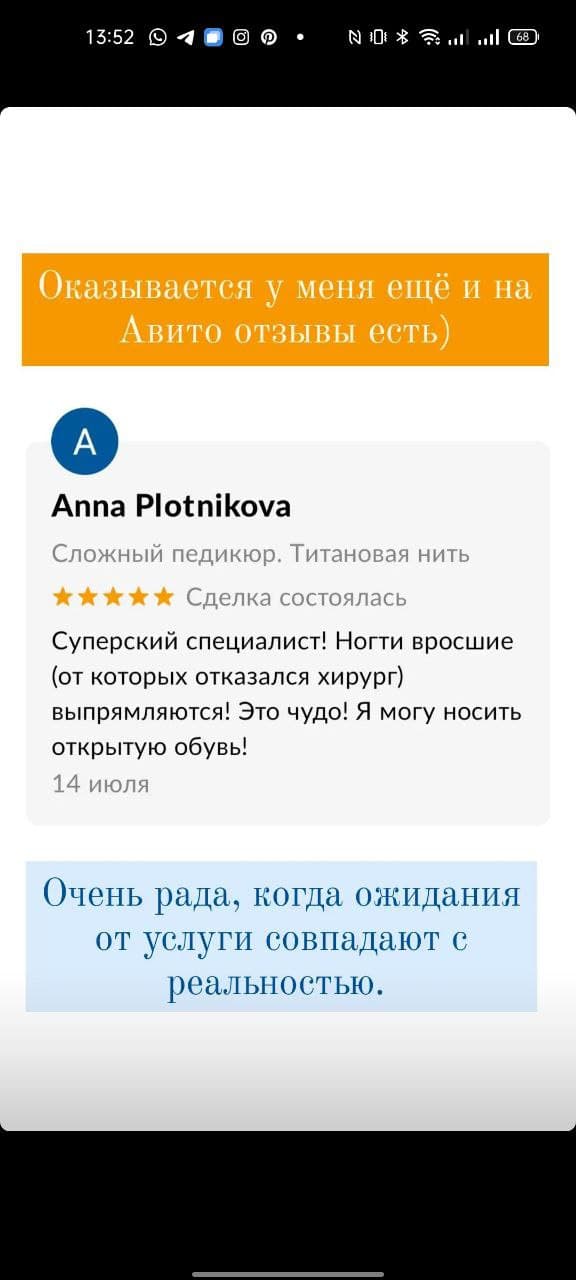 13:52
68
Оказывается у меня ещё и на
Авито отзывы есть)
A
Anna Plotnikova
Сложный педикюр. Титановая нить
Сделка состоялась
Суперский специалист! Ногти вросшие
(от которых отказался хирург)
выпрямляются! Это чудо! Я могу носить
открытую обувь!
14 июля
Очень рада, когда ожидания
от услуги совпадают с
реальностью.